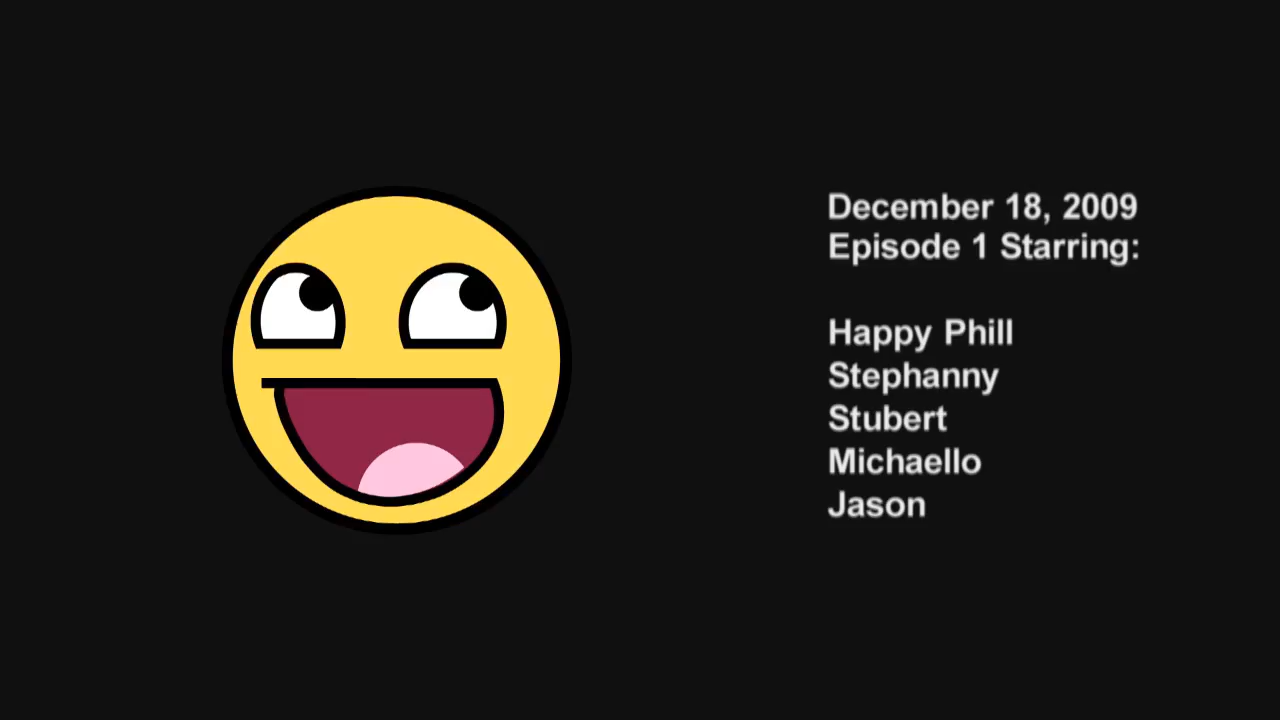 December 18, 2009
Episode 1 Starring:
Happy Phill
Stephanny
Stubert
Michaello
Jason